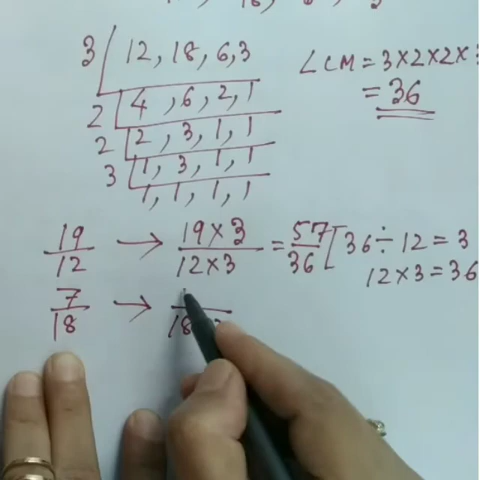 3 12, 18, 6, 3
LCM = 3×2×2×
= 36
2 4, 6, 2, 1
2 2, 3, 1, 1
3 1, 3, 1, 1
1, 1, 1, 1
19/12 → 19×3/12×3 = 57/36 [36÷12 = 3
12×3 = 36
7/18 → /18